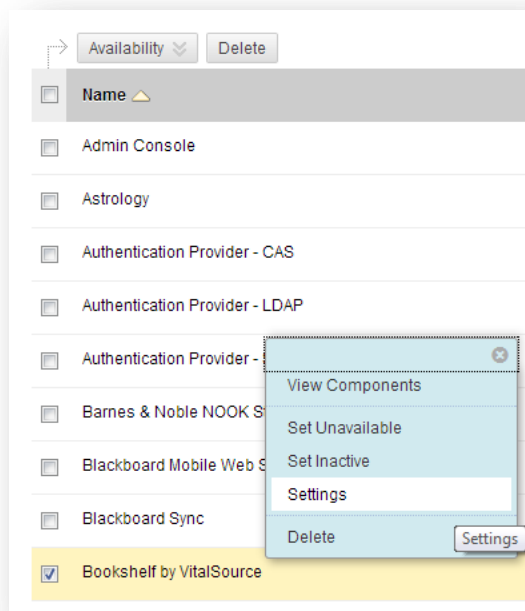 Availability Delete
Name
Admin Console
Astrology
Authentication Provider - CAS
Authentication Provider - LDAP
Authentication Provider -
View Components
Barnes & Noble NOOK
Set Unavailable
Blackboard Mobile Web
Set Inactive
Settings
Blackboard Sync
Delete
Settings
Bookshelf by VitalSource